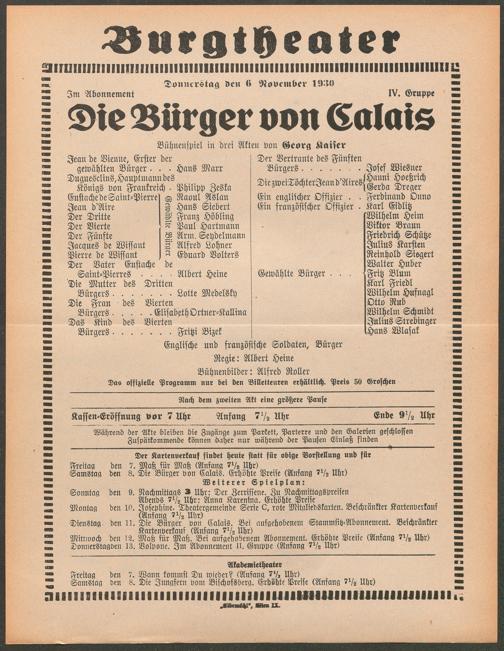 Burgtheater
Donnerstag den 6 November 1930
Im Abonnement
IV. Gruppe
Die Bürger von Calais
Bühnenspiel in drei Akten von Georg Kaiser
Jean de Vienne, Erster der
gewählten Bürger . . . Hans Marr
Duguesclins, Hauptmann des
Königs von Frankreich . Philipp Zeska
Eustache de Saint-Pierre Raoul Aslan
Jean d'Aire Hans Siebert
Der Dritte Franz Höbling
Der Vierte Paul Hartmann
Der Fünfte Arm. Seydelmann
Jacques de Wissant Alfred Lohner
Pierre de Wissant Eduard Volters
Gewählte Bürger
Der Vater Eustache de
Saint-Pierres . . . . Albert Heine
Die Mutter des Dritten
Bürgers . . . . . . . Lotte Medelsky
Die Frau des Vierten
Bürgers . . . . . Elisabeth Ortner-Kallina
Das Kind des Vierten
Bürgers . . . . . . . Fritzi Bizek
Der Vertraute des Fünften
Bürgers . . . . . . . Josef Wiesner
Die zwei Töchter Jean d'Aires Hanni Hoeßrich
Gerda Dreger
Ein englischer Offizier . . Ferdinand Onno
Ein französischer Offizier . Karl Eidlitz
Gewählte Bürger . . . .
Wilhelm Heim
Viktor Braun
Friedrich Schütze
Julius Karsten
Reinhold Siegert
Walter Huber
Fritz Blum
Karl Friedl
Wilhelm Hufnagl
Otto Rub
Wilhelm Schmidt
Julius Strebinger
Hans Wlasak
Englische und französische Soldaten, Bürger
Regie: Albert Heine
Bühnenbilder: Alfred Roller
Das offizielle Programm nur bei den Billetteuren erhältlich. Preis 50 Groschen
Nach dem zweiten Akt eine größere Pause
Kassen-Eröffnung vor 7 Uhr Anfang 7½ Uhr Ende 9½ Uhr
Während der Akte bleiben die Zugänge zum Parkett, Parterre und den Galerien geschlossen
Zuspätkommende können daher nur während der Pausen Einlaß finden
Der Kartenverkauf findet heute statt für obige Vorstellung und für
Freitag den 7. Maß für Maß (Anfang 7½ Uhr)
Samstag den 8. Die Bürger von Calais. Erhöhte Preise (Anfang 7½ Uhr)
Weiterer Spielplan:
Sonntag den 9. Nachmittags 3 Uhr: Der Zerrissene. Zu Nachmittagspreisen
Abends 7½ Uhr: Anna Karenina. Erhöhte Preise
Montag den 10. Josephine. Theatergemeinde Serie C, rote Mitgliedskarten. Beschränkter Kartenverkauf
(Anfang 7½ Uhr)
Dienstag den 11. Die Bürger von Calais. Bei aufgehobenem Stammsitz-Abonnement. Beschränkter
Kartenverkauf (Anfang 7½ Uhr)
Mittwoch den 12. Maß für Maß. Bei aufgehobenem Abonnement. Erhöhte Preise (Anfang 7½ Uhr)
Donnerstag den 13. Volpone. Im Abonnement II. Gruppe (Anfang 7½ Uhr)
Akademietheater
Freitag den 7. Wann kommst Du wieder? (Anfang 7½ Uhr)
Samstag den 8. Die Jungfern vom Bischofsberg. Erhöhte Preise (Anfang 7½ Uhr)
„Elbemühl", Wien IX.